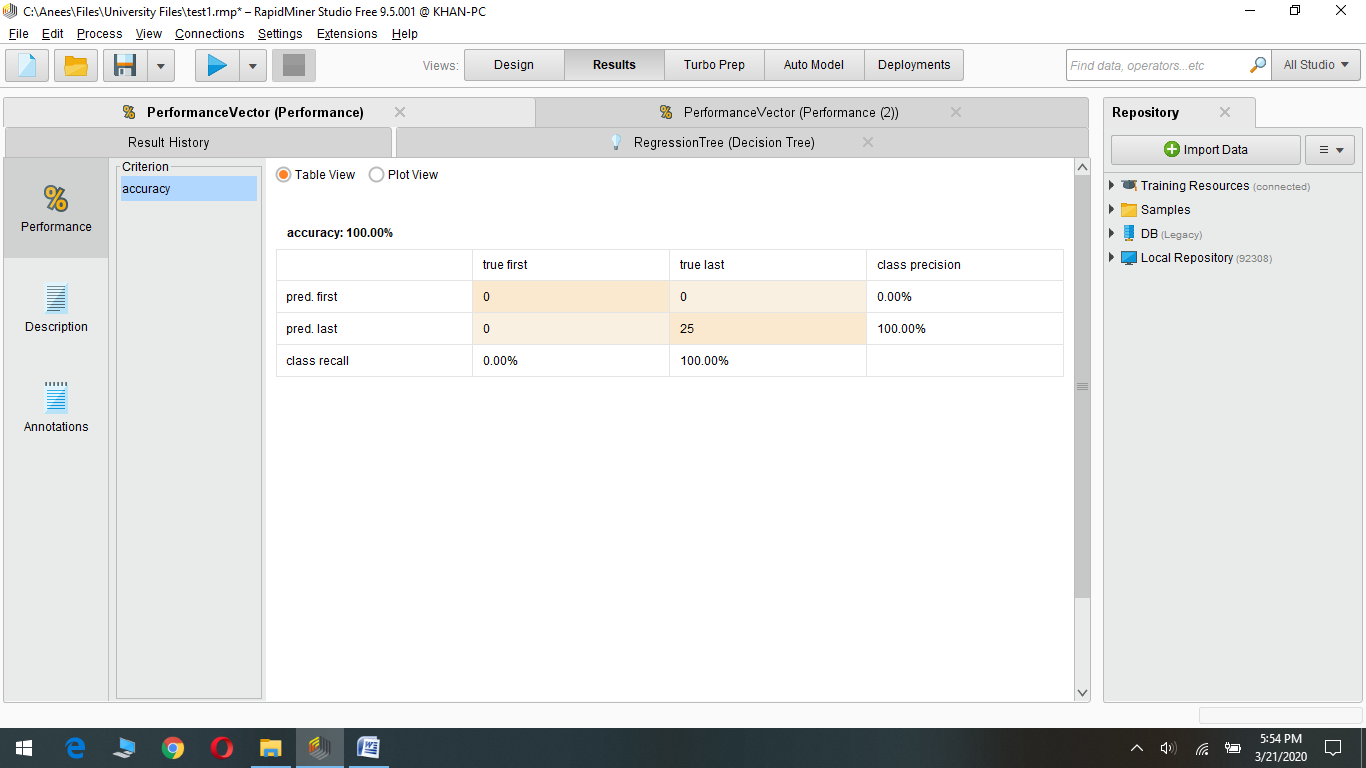 C:\Anees\Files\University Files\test1.rmp* – RapidMiner Studio Free 9.5.001 @ KHAN-PC
File Edit Process View Connections Settings Extensions Help
Views: Design Results Turbo Prep Auto Model Deployments Find data, operators...etc All Studio
PerformanceVector (Performance) PerformanceVector (Performance (2))
Result History RegressionTree (Decision Tree)
Repository
Import Data
Training Resources (connected)
Samples
DB (Legacy)
Local Repository (92308)
Performance
Description
Annotations
Criterion
accuracy
Table View Plot View
accuracy: 100.00%
true first true last class precision
pred. first 0 0 0.00%
pred. last 0 25 100.00%
class recall 0.00% 100.00%
5:54 PM
3/21/2020